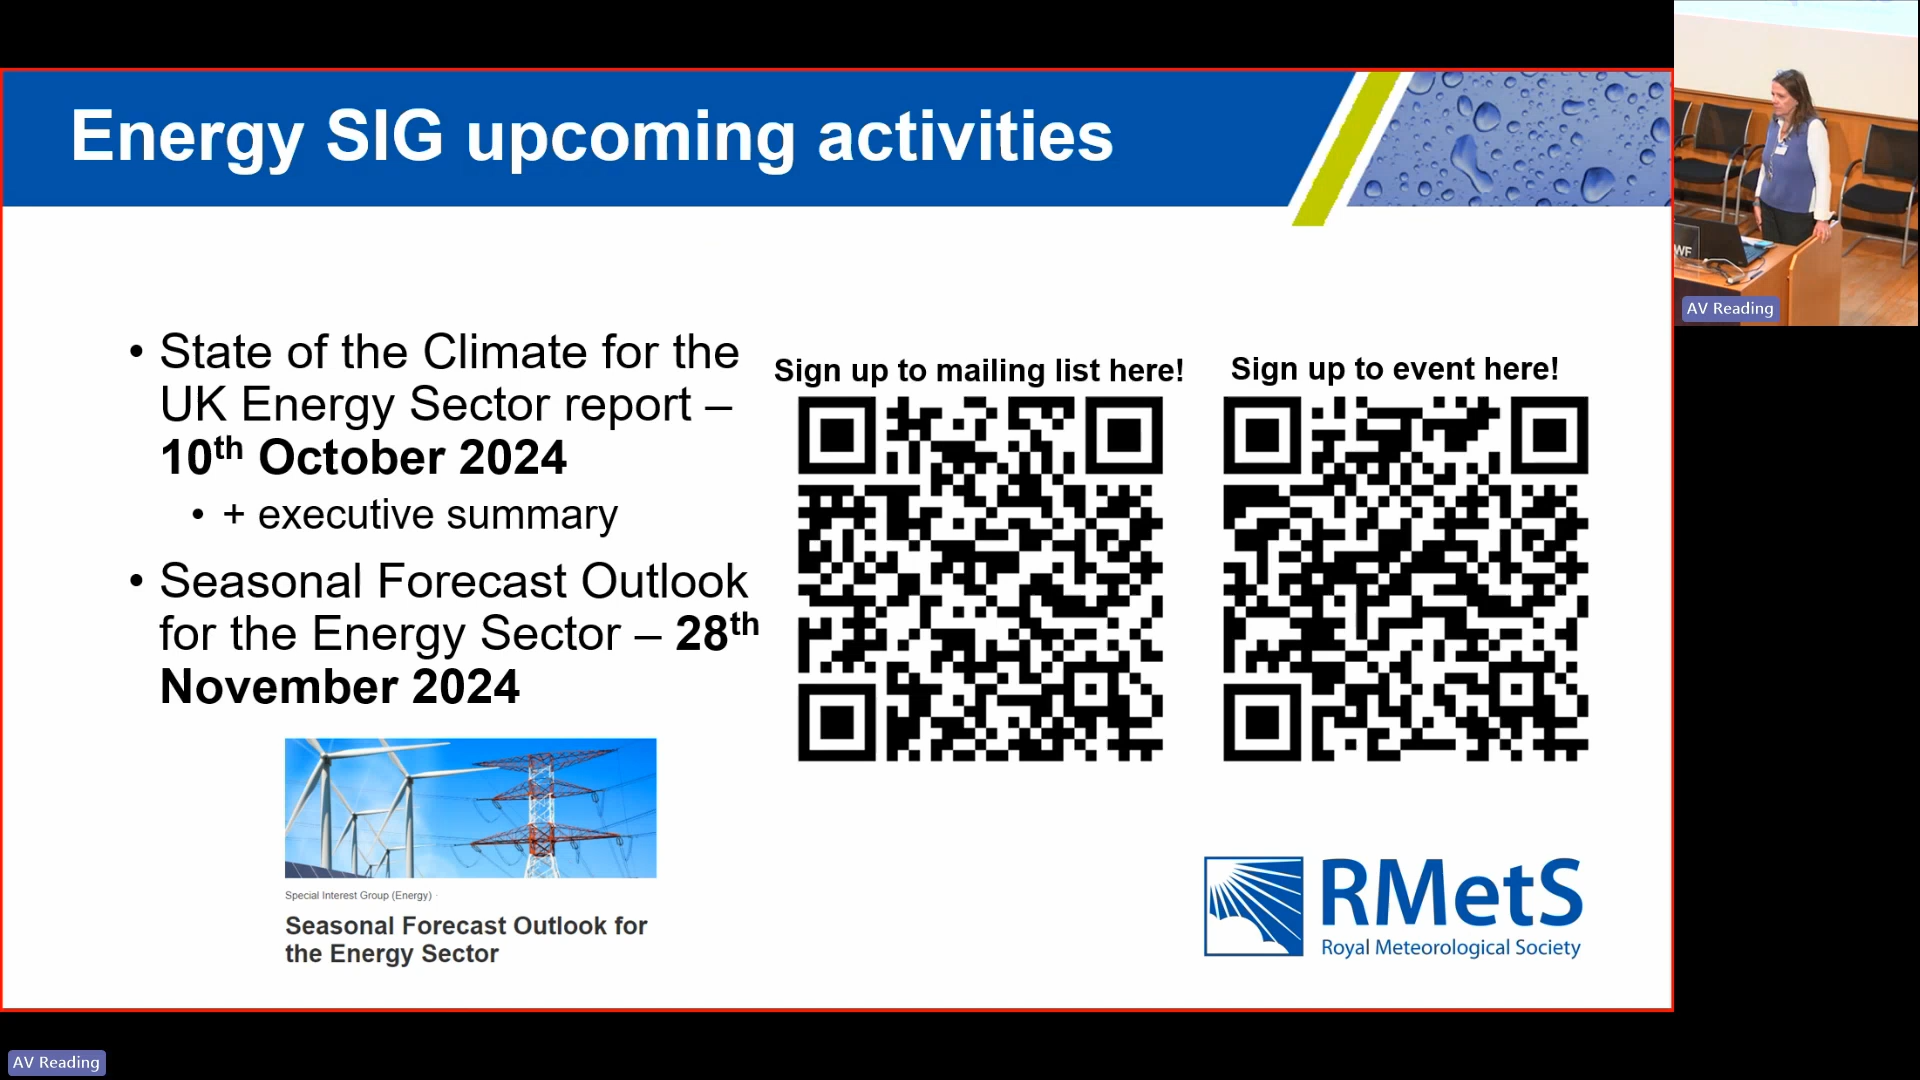 Energy SIG upcoming activities
• State of the Climate for the
UK Energy Sector report –
10th October 2024
• + executive summary
• Seasonal Forecast Outlook
for the Energy Sector – 28th
November 2024
Sign up to mailing list here!
Sign up to event here!
Special Interest Group (Energy) ·
Seasonal Forecast Outlook for
the Energy Sector
RMetS
Royal Meteorological Society
WF
AV Reading
AV Reading